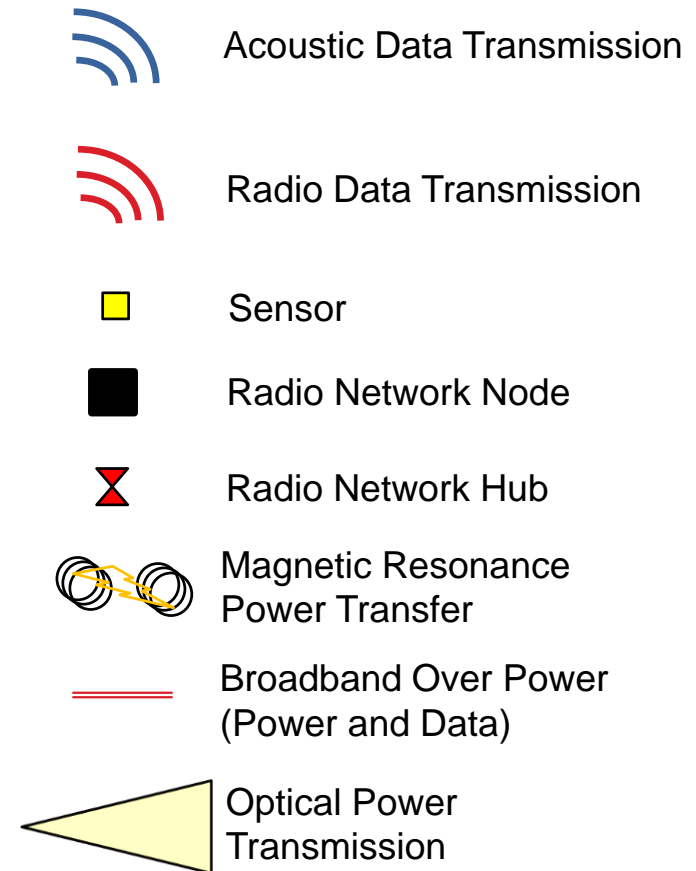 Acoustic Data Transmission
Radio Data Transmission
Sensor
Radio Network Node
Radio Network Hub
Magnetic Resonance
Power Transfer
Broadband Over Power
(Power and Data)
Optical Power
Transmission